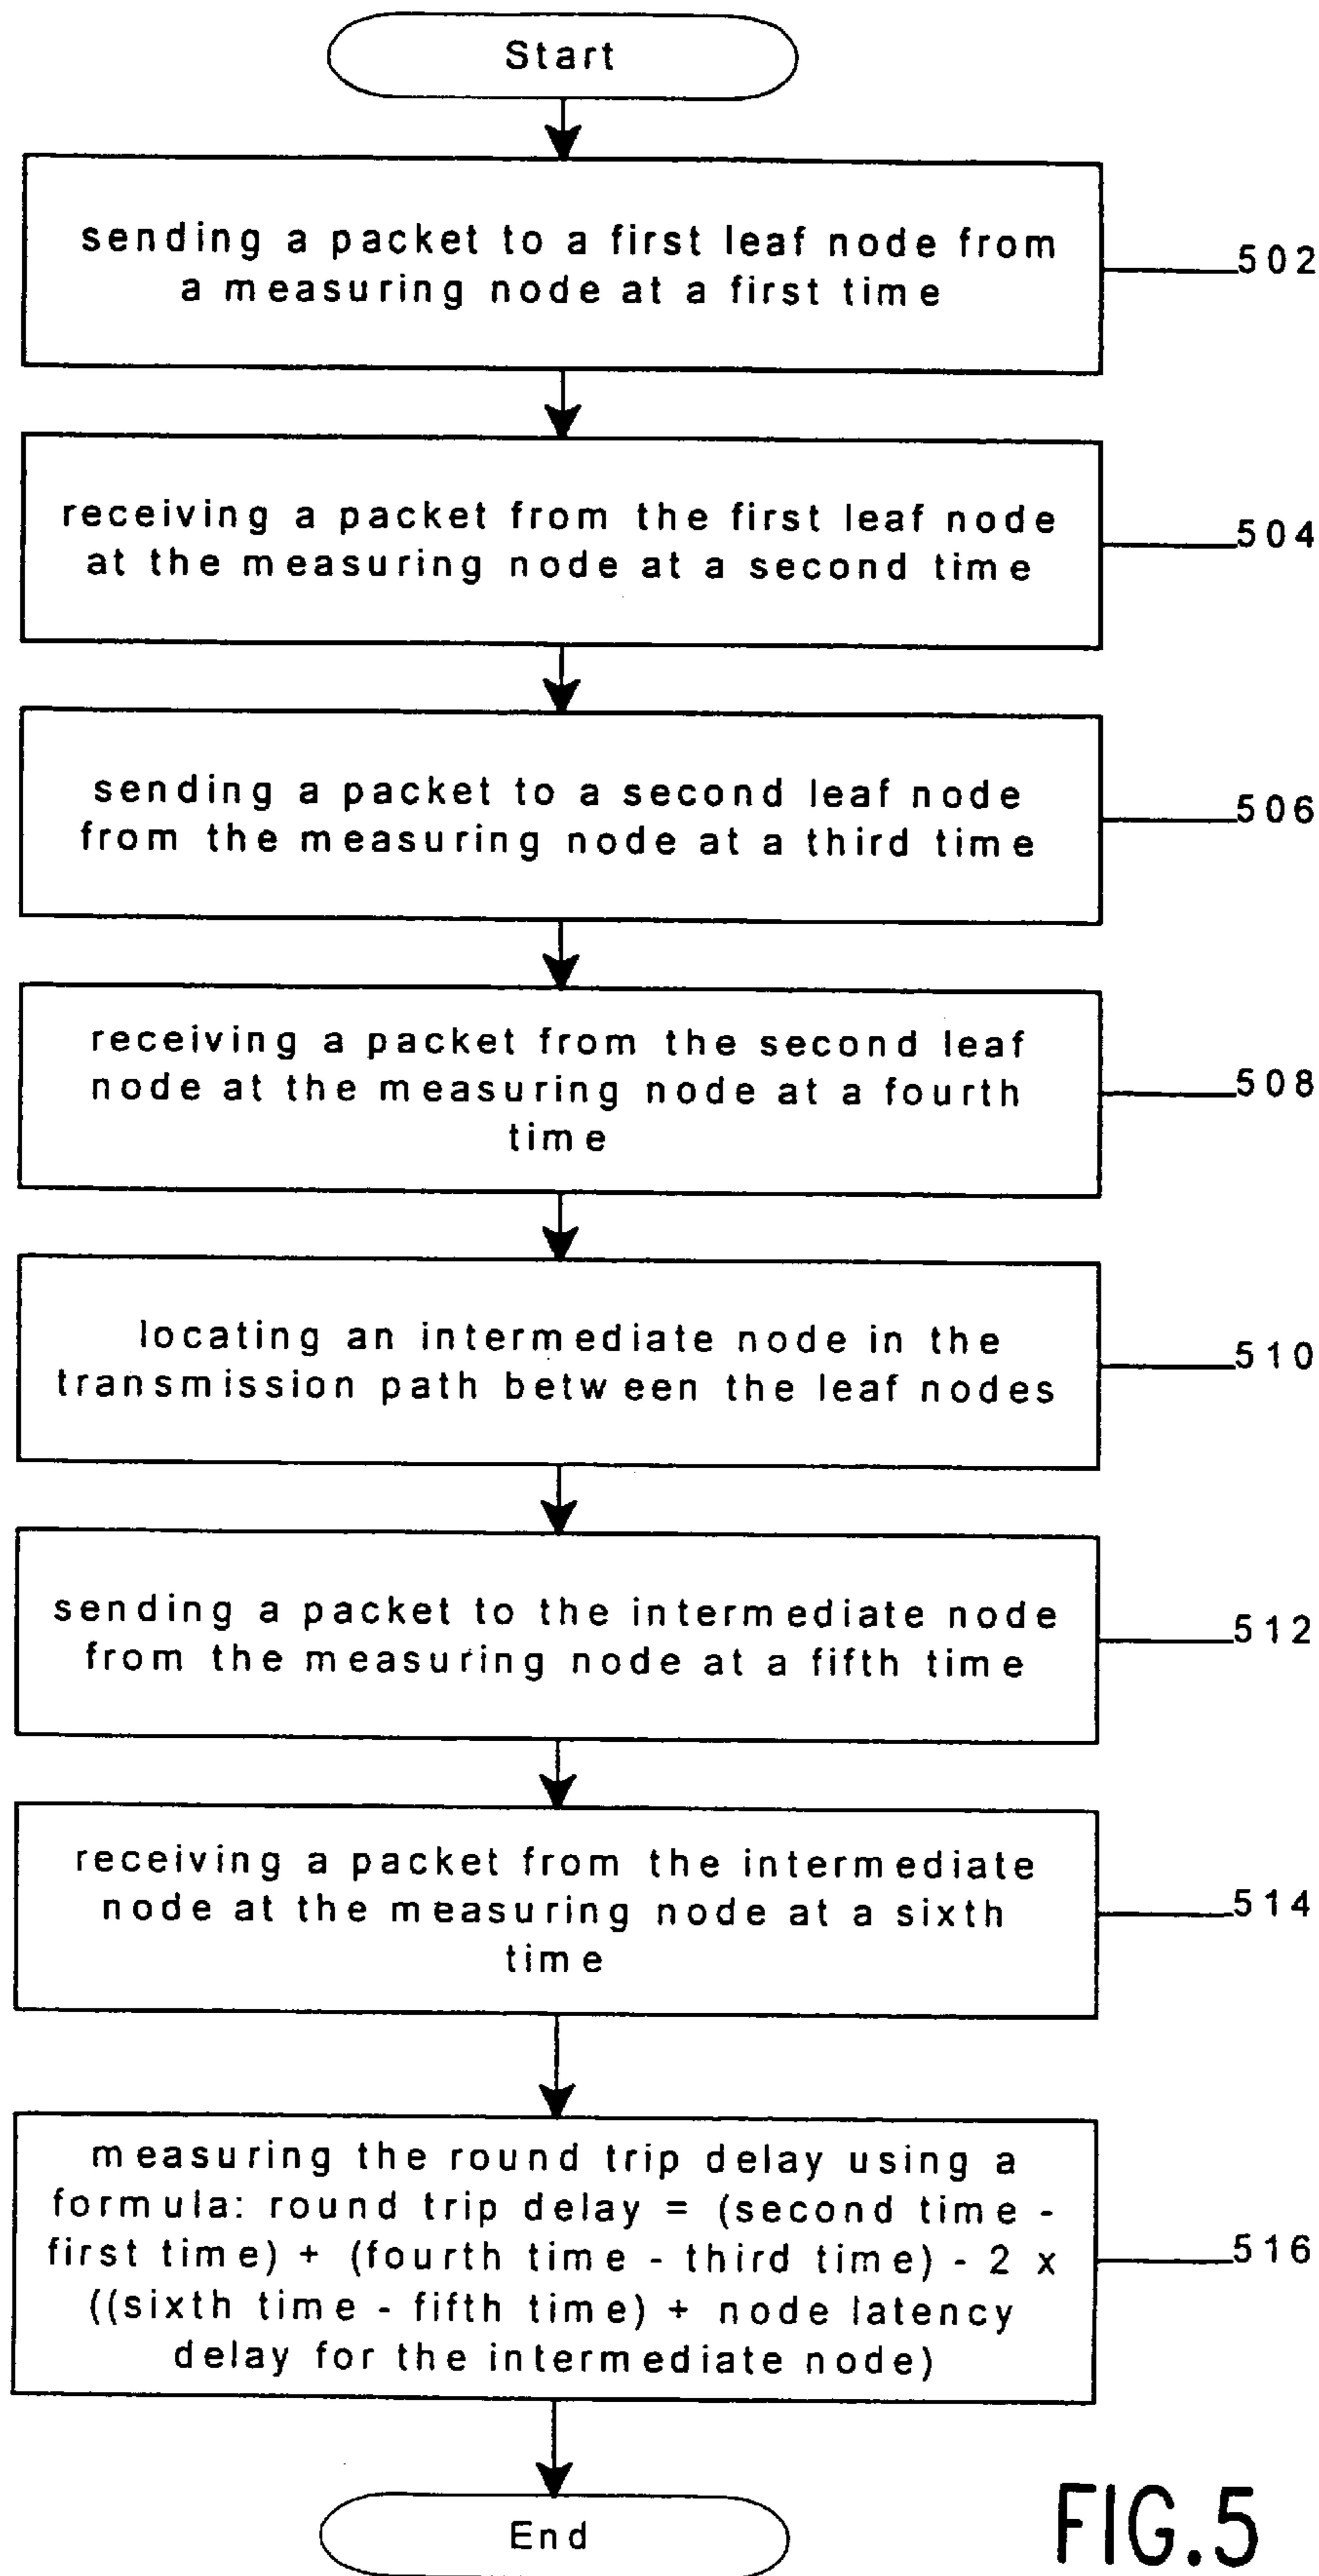 Start
sending a packet to a first leaf node from
a measuring node at a first time
502
receiving a packet from the first leaf node
at the measuring node at a second time
504
sending a packet to a second leaf node
from the measuring node at a third time
506
receiving a packet from the second leaf
node at the measuring node at a fourth
time
508
locating an intermediate node in the
transmission path between the leaf nodes
510
sending a packet to the intermediate node
from the measuring node at a fifth time
512
receiving a packet from the intermediate
node at the measuring node at a sixth
time
514
measuring the round trip delay using a
formula: round trip delay = (second time -
first time) + (fourth time - third time) - 2 x
((sixth time - fifth time) + node latency
delay for the intermediate node)
516
End
FIG.5